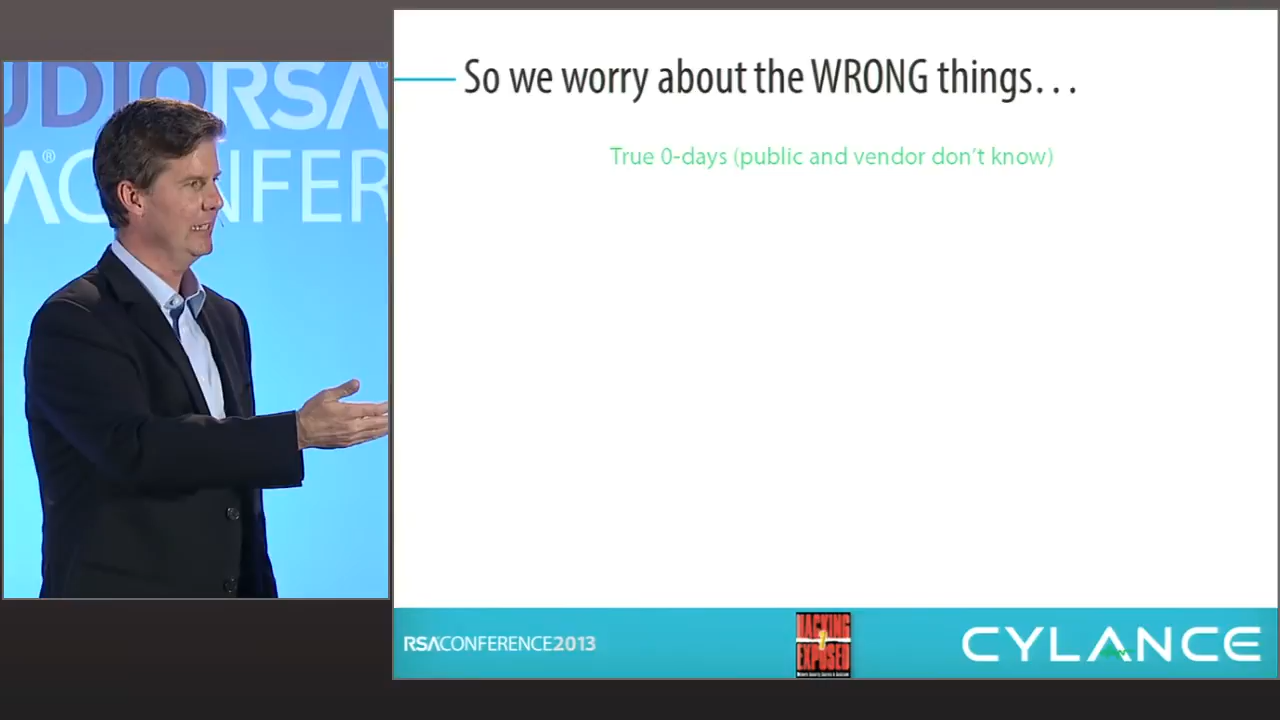 UDIORSA®
A®CONFER
So we worry about the WRONG things...
True 0-days (public and vendor don't know)
RSACONFERENCE2013
HACKING
EXPOSED
CYLANCE